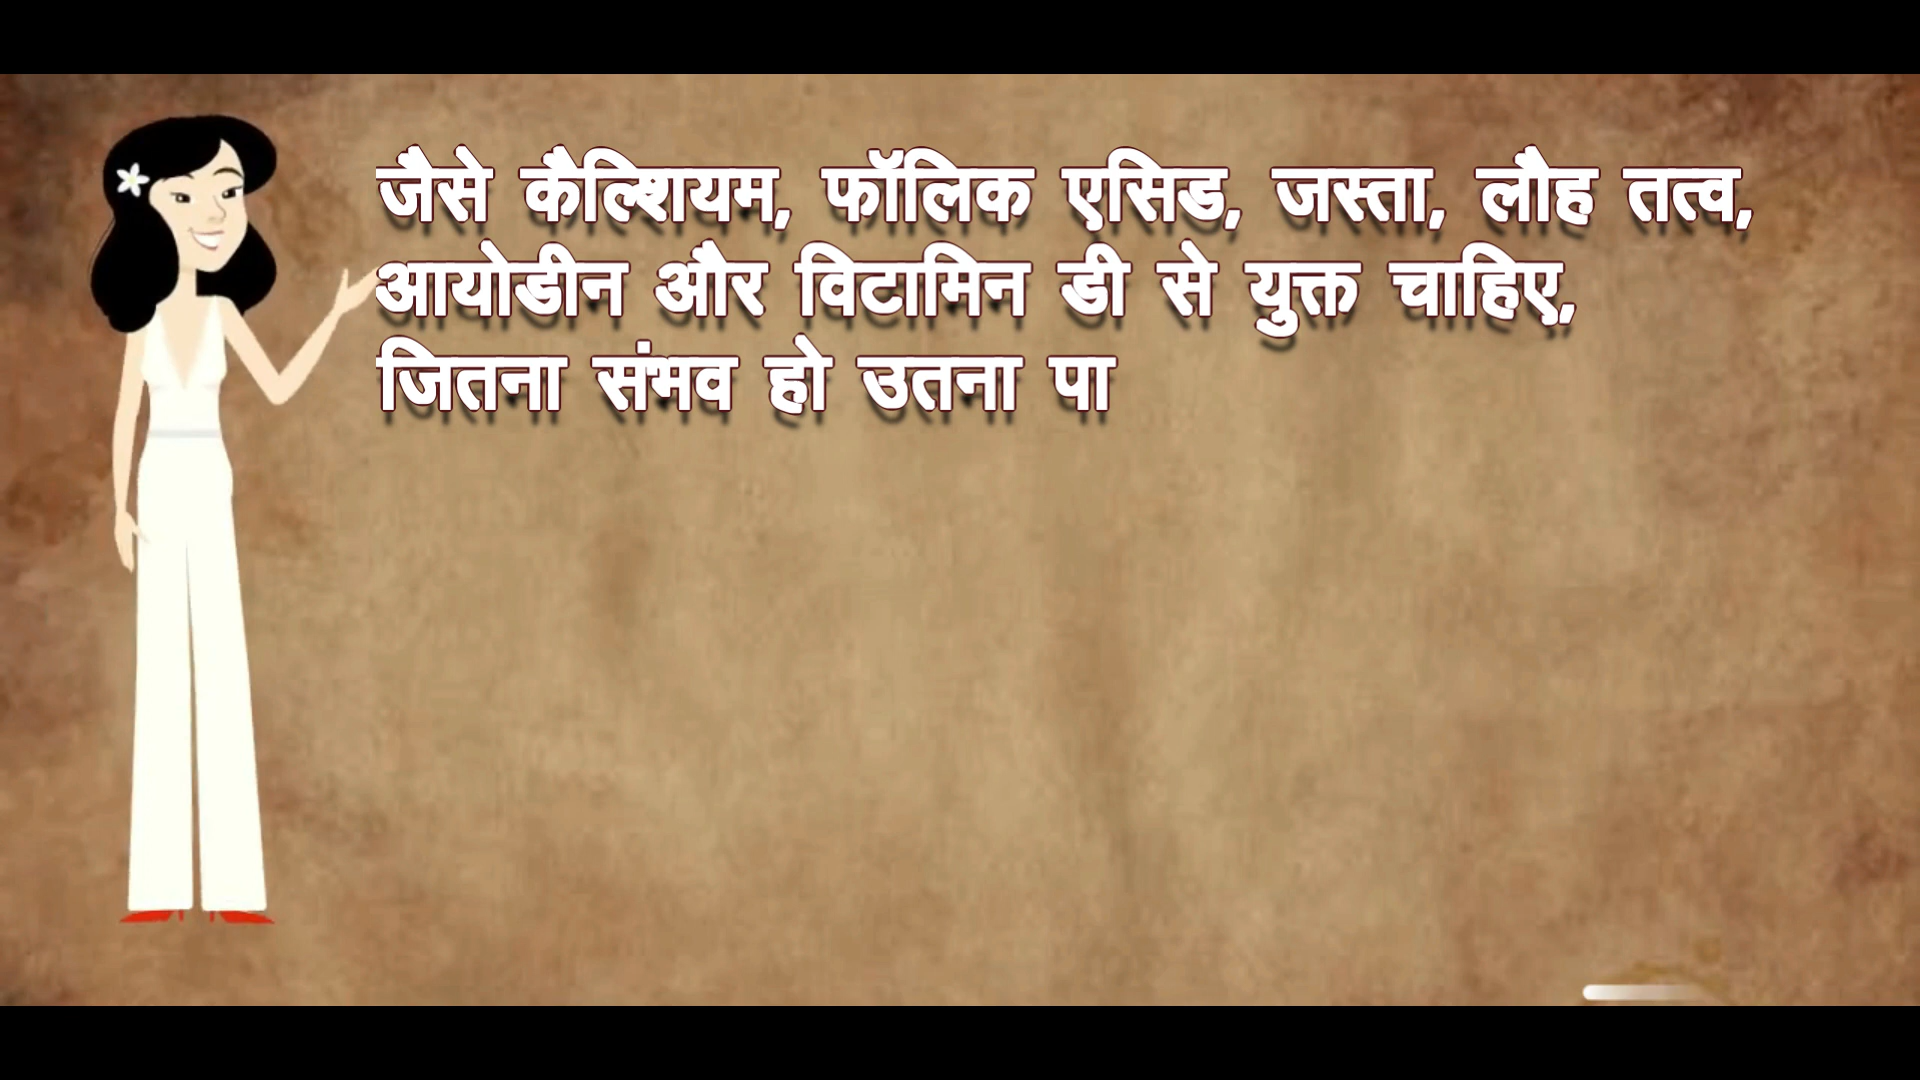 जैसे कैल्शियम, फॉलिक एसिड, जस्ता, लौह तत्व,
आयोडीन और विटामिन डी से युक्त चाहिए,
जितना संभव हो उतना पा